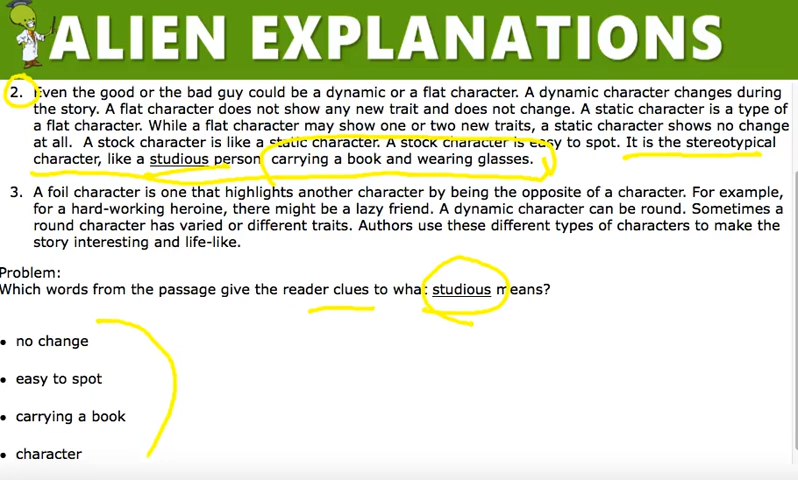 ALIEN EXPLANATIONS
2. Even the good or the bad guy could be a dynamic or a flat character. A dynamic character changes during
the story. A flat character does not show any new trait and does not change. A static character is a type of
a flat character. While a flat character may show one or two new traits, a static character shows no change
at all. A stock character is like a static character. A stock character is easy to spot. It is the stereotypical
character, like a studious person carrying a book and wearing glasses.
3. A foil character is one that highlights another character by being the opposite of a character. For example,
for a hard-working heroine, there might be a lazy friend. A dynamic character can be round. Sometimes a
round character has varied or different traits. Authors use these different types of characters to make the
story interesting and life-like.
Problem:
Which words from the passage give the reader clues to what studious means?
• no change
• easy to spot
• carrying a book
• character